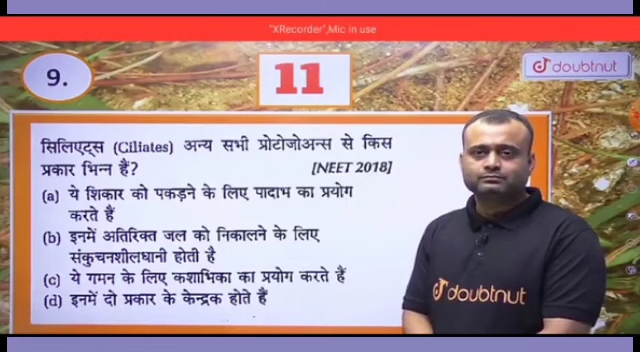 "XRecorder",Mic in use
9.
11
doubtnut
सिलिएट्स (Ciliates) अन्य सभी प्रोटोजोअन्स से किस
प्रकार भिन्न हैं? [NEET 2018]
(a) ये शिकार को पकड़ने के लिए पादाभ का प्रयोग
करते हैं
(b) इनमें अतिरिक्त जल को निकालने के लिए
संकुचनशीलधानी होती है
(c) ये गमन के लिए कशाभिका का प्रयोग करते हैं
(d) इनमें दो प्रकार के केन्द्रक होते हैं
doubtnut